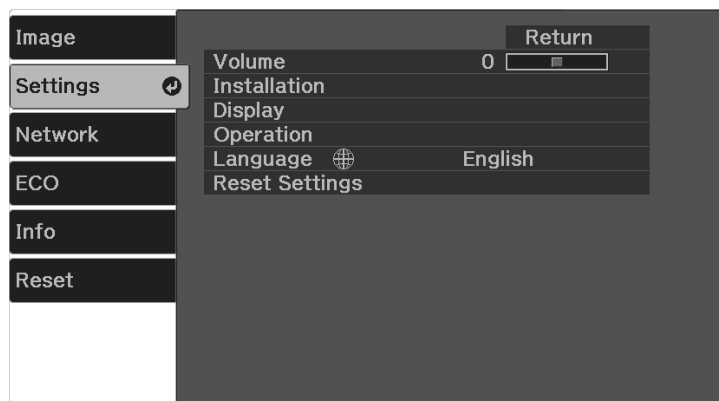 Image
Settings
Network
ECO
Info
Reset
Return
Volume 0
Installation
Display
Operation
Language English
Reset Settings